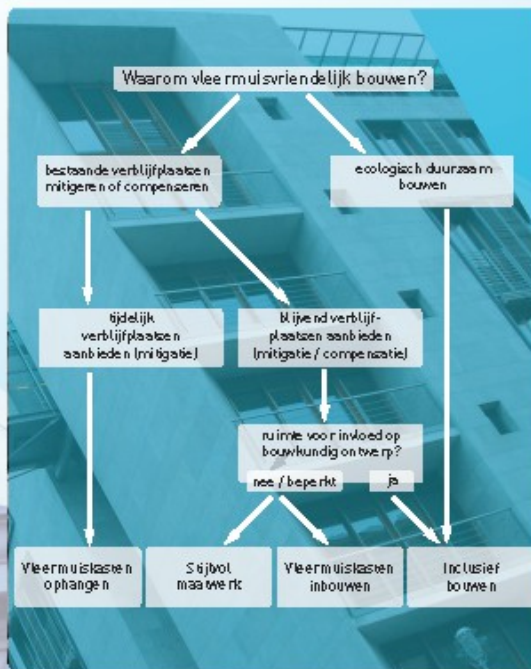 Waarom vleermuisvriendelijk bouwen?
bestaande verblijfplaatsen
mitigeren of compenseren
ecologisch duurzaam
bouwen
tijdelijk
verblijfplaatsen
aanbieden (mitigatie)
blijvend verblijf-
plaatsen aanbieden
(mitigatie / compensatie)
ruimte voor invloed op
bouwkundig ontwerp?
nee / beperkt
ja
Vleermuiskasten
ophangen
Stijlvol
maatwerk
Vleermuiskasten
inbouwen
Inclusief
bouwen